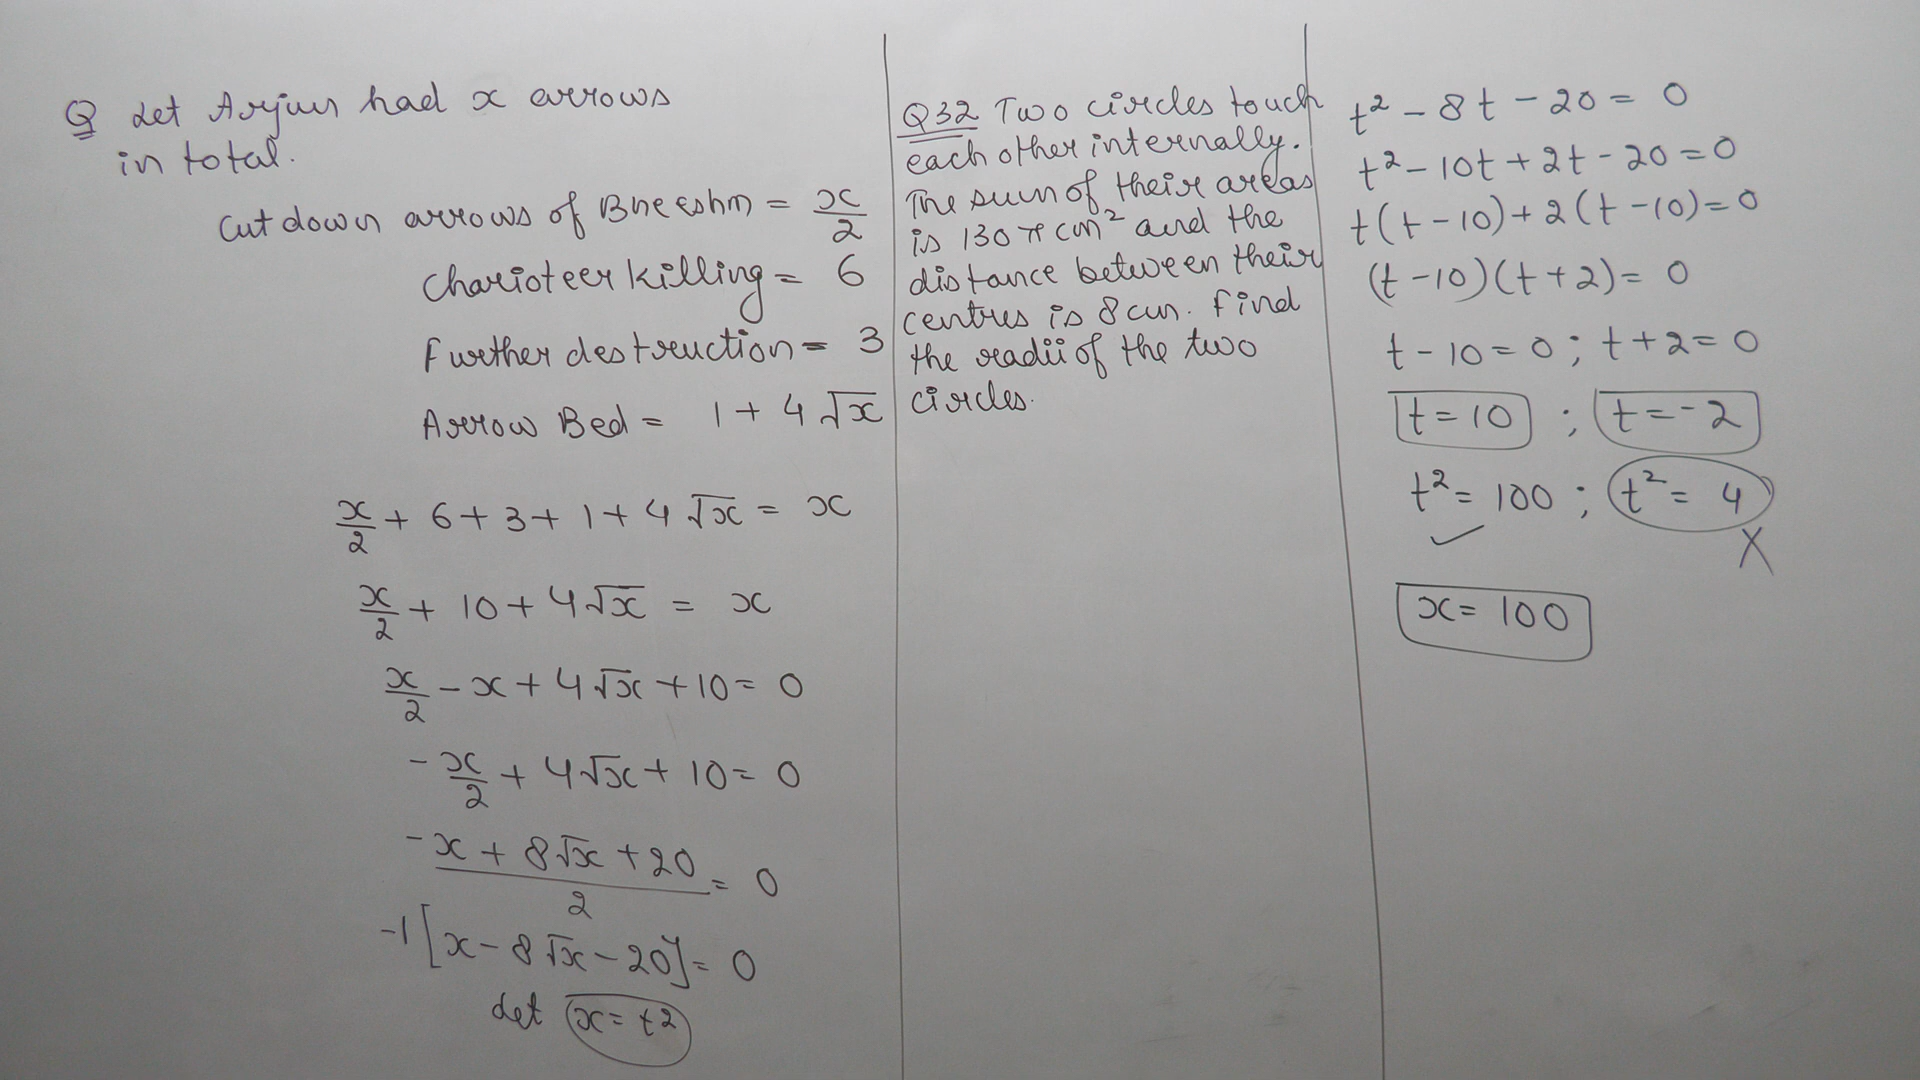 Q Let Arjun had x arrows
in total.
Cut down arrows of Bheeshm = x/2
Charioteer killing = 6
Further destruction = 3
Arrow Bed = 1 + 4√x
x/2 + 6 + 3 + 1 + 4√x = x
x/2 + 10 + 4√x = x
x/2 - x + 4√x + 10 = 0
-x/2 + 4√x + 10 = 0
(-x + 8√x + 20)/2 = 0
-1[x - 8√x - 20] = 0
Let x = t²
Q32 Two circles touch
each other internally.
The sum of their areas
is 130π cm² and the
distance between their
centres is 8 cm. Find
the radii of the two
circles.
t² - 8t - 20 = 0
t² - 10t + 2t - 20 = 0
t(t - 10) + 2(t - 10) = 0
(t - 10)(t + 2) = 0
t - 10 = 0 ; t + 2 = 0
t = 10 ; t = -2
t² = 100 ; t² = 4
✓ X
x = 100